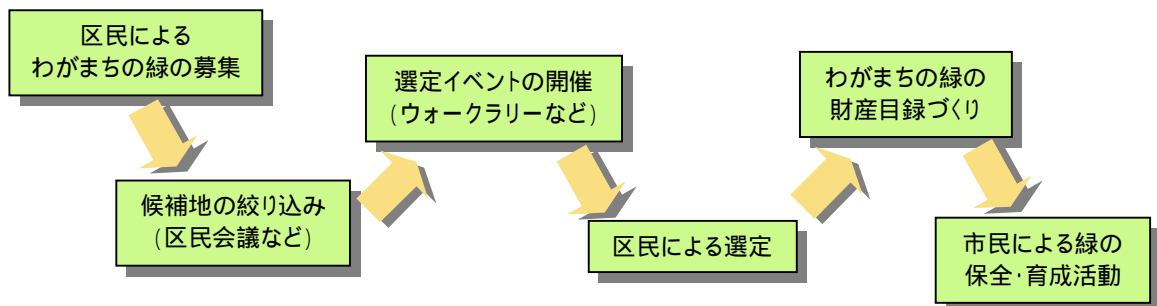 区民による
わがまちの緑の募集
候補地の絞り込み
(区民会議など)
選定イベントの開催
(ウォークラリーなど)
区民による選定
わがまちの緑の
財産目録づくり
市民による緑の
保全･育成活動